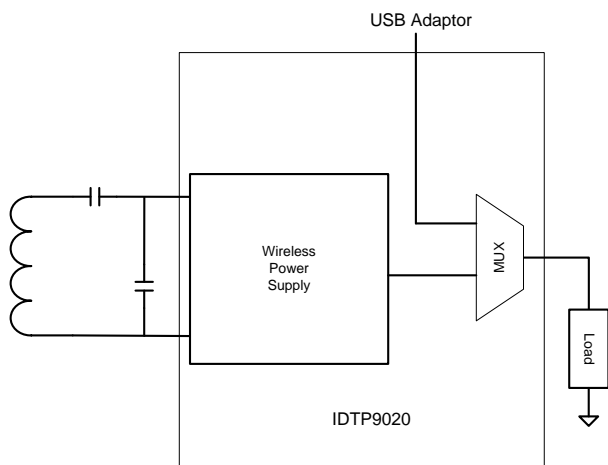 USB Adaptor
Wireless
Power
Supply
MUX
Load
IDTP9020